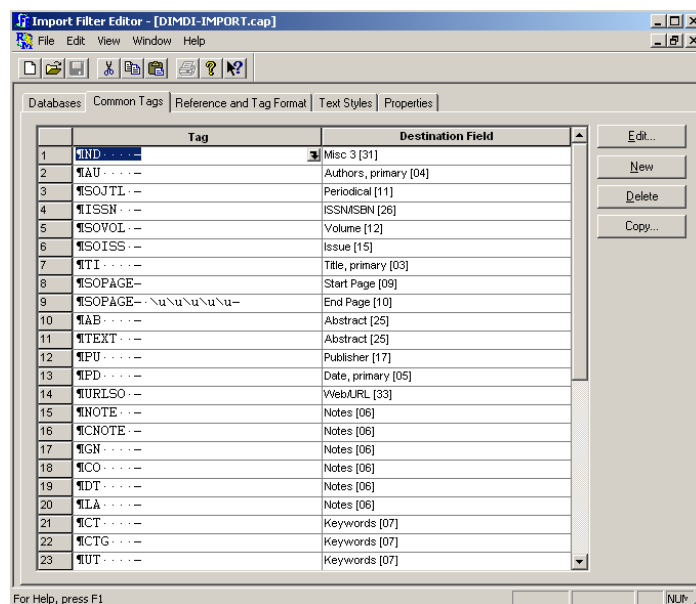 Import Filter Editor - [DIMDI-IMPORT.cap]
File Edit View Window Help
Databases Common Tags Reference and Tag Format Text Styles Properties
Tag Destination Field
1 ¶ND····– Misc 3 [31]
2 ¶AU····– Authors, primary [04]
3 ¶SOJTL·– Periodical [11]
4 ¶ISSN··– ISSN/ISBN [26]
5 ¶SOVOL·– Volume [12]
6 ¶SOISS·– Issue [15]
7 ¶TI····– Title, primary [03]
8 ¶SOPAGE– Start Page [09]
9 ¶SOPAGE–·\u\u\u\u\u– End Page [10]
10 ¶AB····– Abstract [25]
11 ¶TEXT··– Abstract [25]
12 ¶PU····– Publisher [17]
13 ¶PD····– Date, primary [05]
14 ¶URLSO·– Web/URL [33]
15 ¶NOTE··– Notes [06]
16 ¶CNOTE·– Notes [06]
17 ¶GN····– Notes [06]
18 ¶CO····– Notes [06]
19 ¶DT····– Notes [06]
20 ¶LA····– Notes [06]
21 ¶CT····– Keywords [07]
22 ¶CTG···– Keywords [07]
23 ¶UT····– Keywords [07]
Edit...
New
Delete
Copy...
For Help, press F1